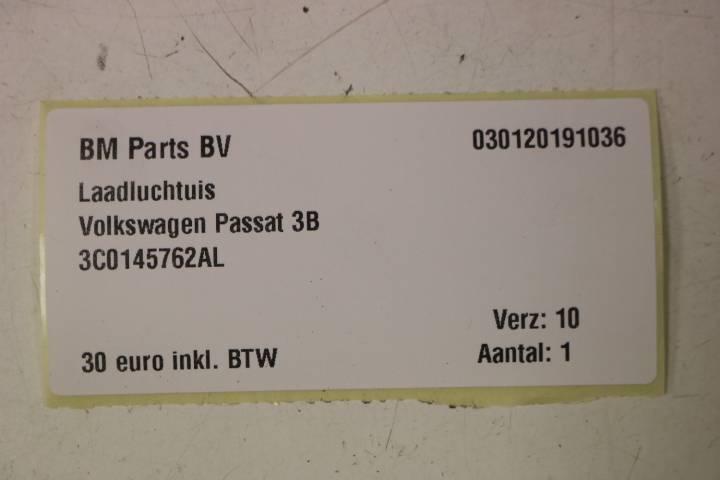 BM Parts BV
030120191036
Laadluchtuis
Volkswagen Passat 3B
3C0145762AL
Verz: 10
30 euro inkl. BTW
Aantal: 1